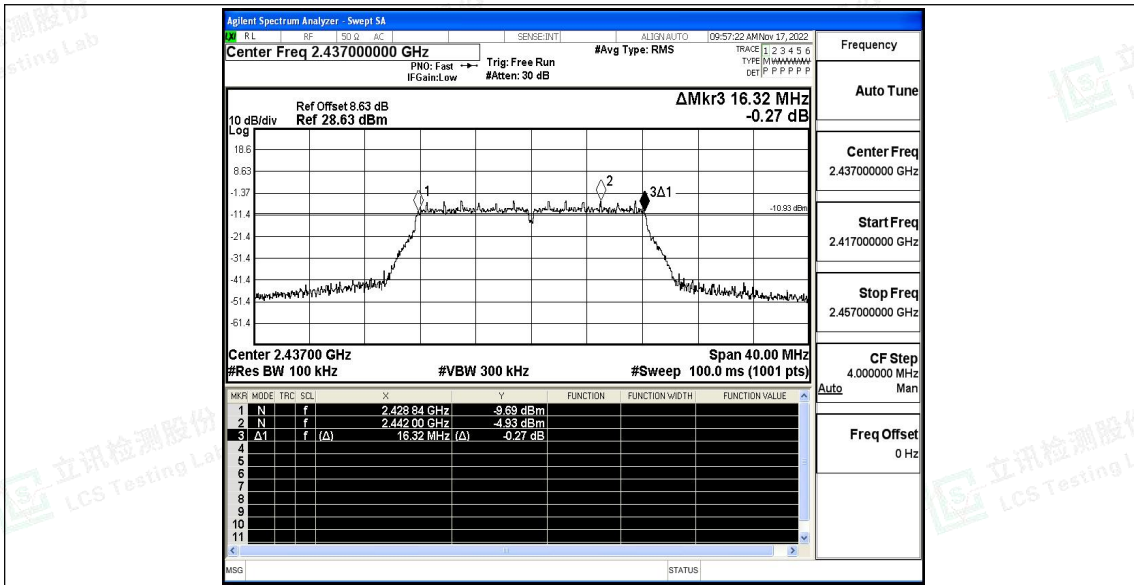 Agilent Spectrum Analyzer - Swept SA
LXI RL RF 50 Ω AC SENSE:INT ALIGN AUTO 09:57:22 AM Nov 17, 2022
Center Freq 2.437000000 GHz
#Avg Type: RMS
TRACE 1 2 3 4 5 6
PNO: Fast
Trig: Free Run
TYPE M
IFGain:Low
#Atten: 30 dB
DET P P P P P P
Frequency
Auto Tune
Center Freq
2.437000000 GHz
Start Freq
2.417000000 GHz
Stop Freq
2.457000000 GHz
CF Step
4.000000 MHz
Auto Man
Freq Offset
0 Hz
ΔMkr3 16.32 MHz
-0.27 dB
Ref Offset 8.63 dB
10 dB/div Ref 28.63 dBm
Log
18.6
8.63
-1.37
-11.4
-21.4
-31.4
-41.4
-51.4
-61.4
1
2
3Δ1
-10.93 dBm
Center 2.43700 GHz Span 40.00 MHz
#Res BW 100 kHz #VBW 300 kHz #Sweep 100.0 ms (1001 pts)
MKR MODE TRC SCL X Y FUNCTION FUNCTION WIDTH FUNCTION VALUE
1 N f 2.428 84 GHz -9.69 dBm
2 N f 2.442 00 GHz -4.93 dBm
3 Δ1 f (Δ) 16.32 MHz (Δ) -0.27 dB
4
5
6
7
8
9
10
11
MSG STATUS
立讯检测股份
LCS Testing Lab
立讯检测股份